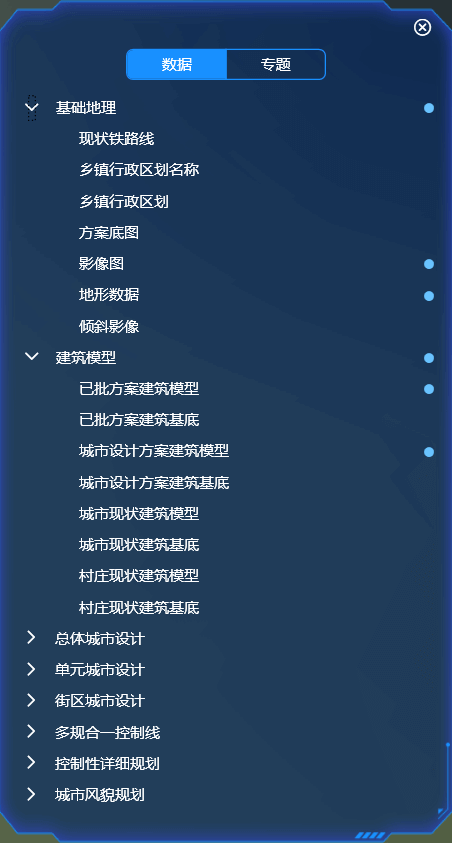 数据 专题
基础地理
现状铁路线
乡镇行政区划名称
乡镇行政区划
方案底图
影像图
地形数据
倾斜影像
建筑模型
已批方案建筑模型
已批方案建筑基底
城市设计方案建筑模型
城市设计方案建筑基底
城市现状建筑模型
城市现状建筑基底
村庄现状建筑模型
村庄现状建筑基底
总体城市设计
单元城市设计
街区城市设计
多规合一控制线
控制性详细规划
城市风貌规划